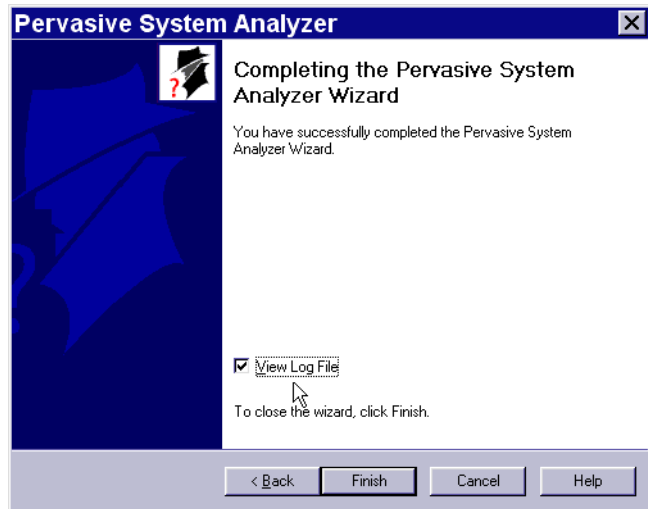 Pervasive System Analyzer
?
Completing the Pervasive System
Analyzer Wizard
You have successfully completed the Pervasive System
Analyzer Wizard.
View Log File
To close the wizard, click Finish.
< Back Finish Cancel Help